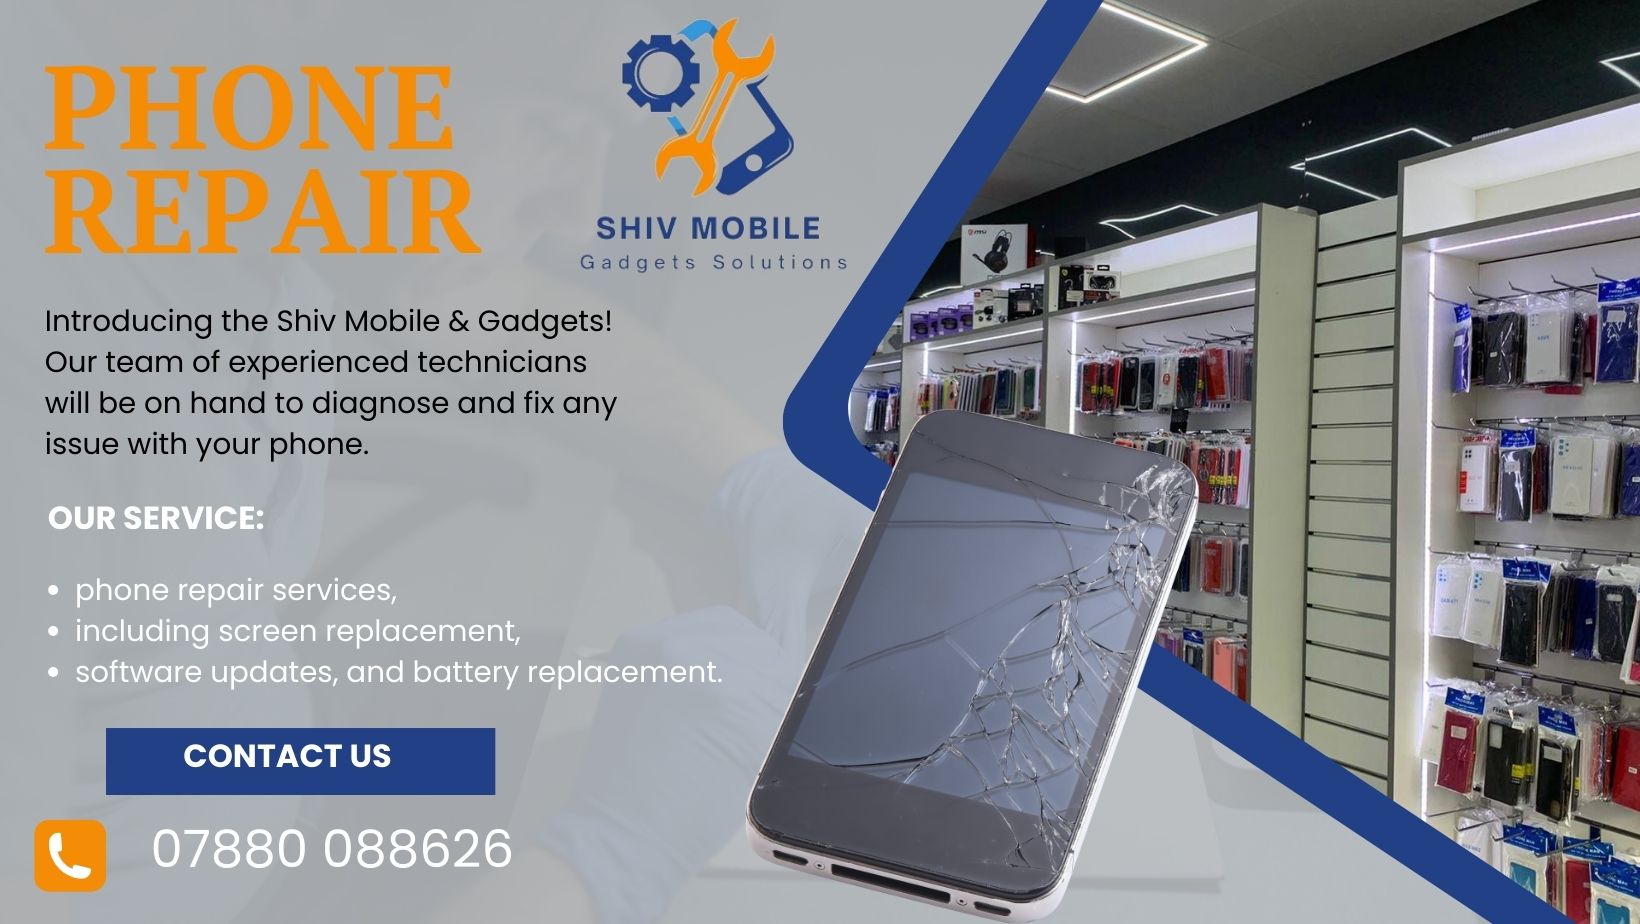 PHONE
REPAIR
SHIV MOBILE
Gadgets Solutions
Introducing the Shiv Mobile & Gadgets!
Our team of experienced technicians
will be on hand to diagnose and fix any
issue with your phone.
OUR SERVICE:
• phone repair services,
• including screen replacement,
• software updates, and battery replacement.
CONTACT US
07880 088626
msi